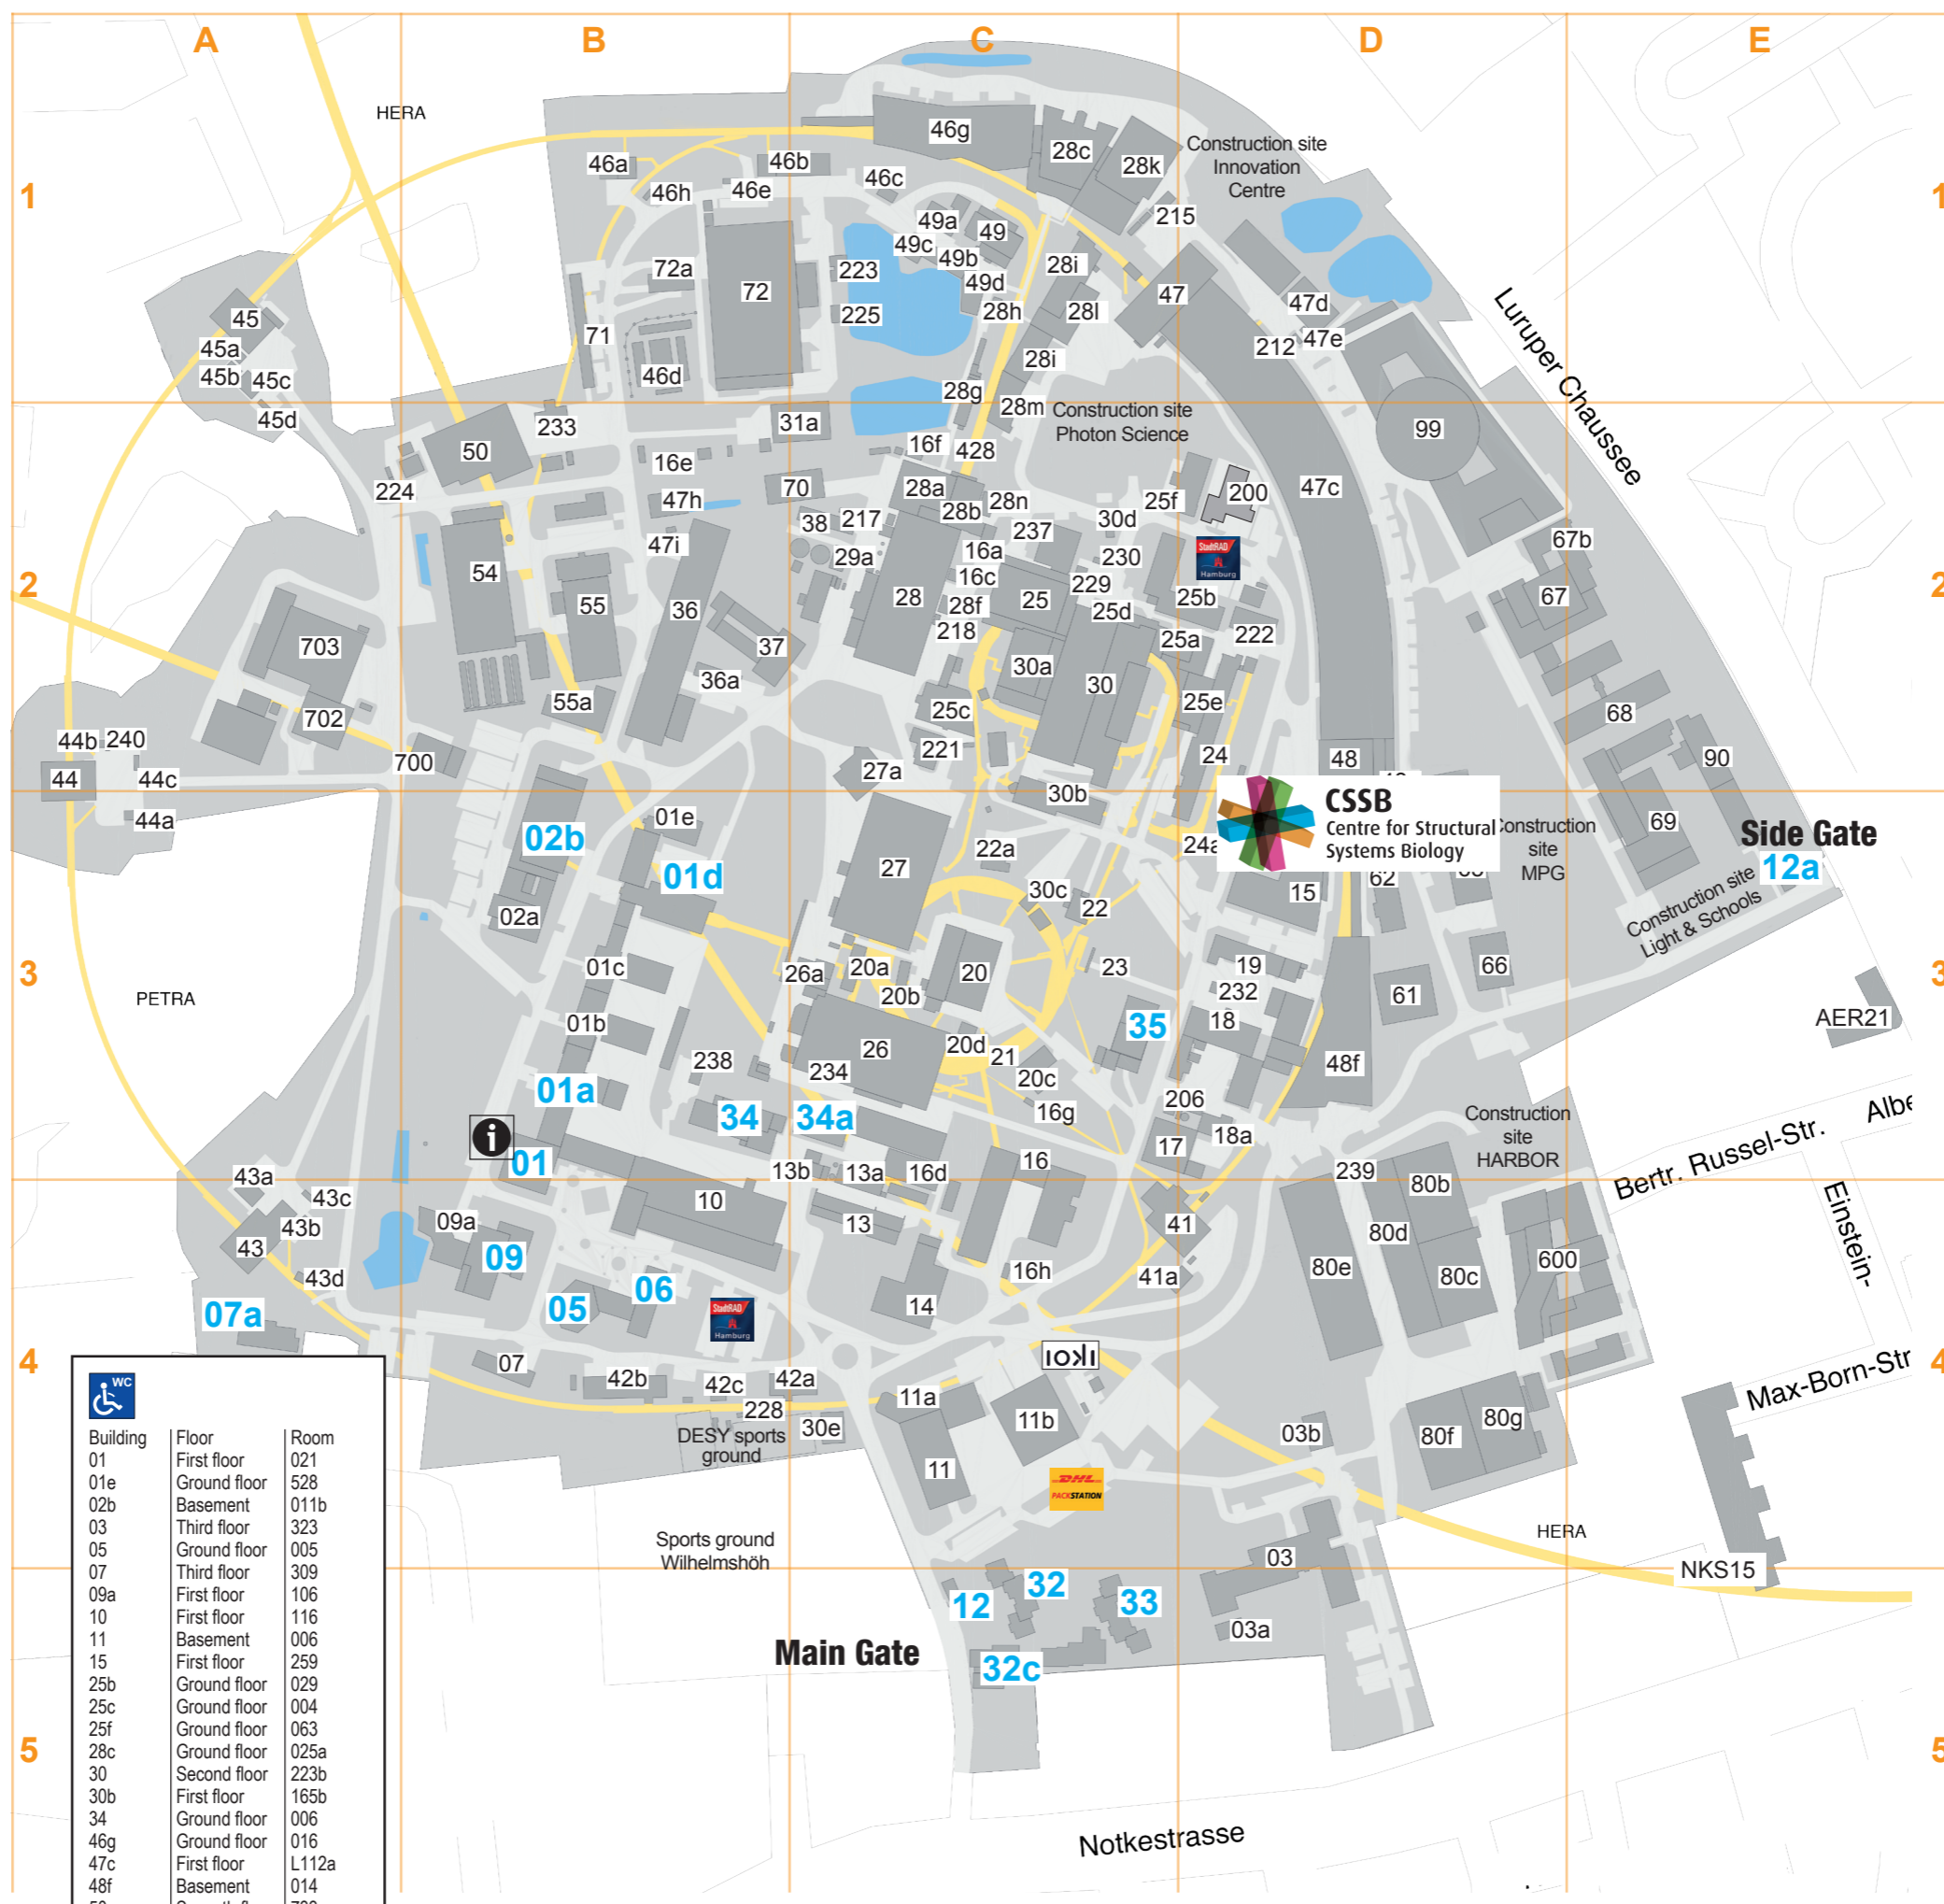 A
B
C
D
E
HERA
46g
28c
28k
Construction site
Innovation
Centre
46a
46b
46c
46h
46e
1
215
49a
49
49c
49b
28i
72a
223
72
49d
47
45
225
28h
28l
47d
71
212
47e
45a
28i
45b
45c
46d
28g
28m
Luruper Chaussee
45d
233
31a
Construction site
Photon Science
99
50
16f
428
16e
224
70
28a
200
47c
47h
28n
25f
38
217
28b
30d
237
67b
47i
29a
16a
230
StadtRAD
Hamburg
54
16c
229
2
2
55
36
28
25
25b
67
28f
25d
218
222
703
37
25a
30a
36a
30
25e
55a
25c
68
702
44b
240
221
24
48
90
700
27a
44
44c
30b
44a
01e
CSSB
Centre for Structural
Systems Biology
Construction
site
MPG
69
Side Gate
12a
02b
22a
24a
27
01d
62
30c
15
02a
22
Construction site
Light & Schools
01c
26a
20a
20
23
19
66
3
3
PETRA
20b
232
61
AER21
01b
35
18
26
20d
21
238
234
20c
48f
01a
206
34
34a
16g
Construction
site
HARBOR
Bertr. Russel-Str.
i
18a
01
17
16
43a
13b
13a
16d
239
80b
43c
10
43b
09a
13
41
80d
Einstein-
43
09
600
16h
43d
41a
80e
80c
06
05
07a
14
StadtRAD
Hamburg
IOKI
4
4
07
42b
42c
42a
Max-Born-Str
11a
228
30e
11b
80g
DESY sports
ground
03b
80f
11
DHL
PACKSTATION
HERA
Sports ground
Wilhelmshöh
03
NKS15
32
12
33
03a
Main Gate
32c
5
5
Notkestrasse
WC
Building Floor Room
01 First floor 021
01e Ground floor 528
02b Basement 011b
03 Third floor 323
05 Ground floor 005
07 Third floor 309
09a First floor 106
10 First floor 116
11 Basement 006
15 First floor 259
25b Ground floor 029
25c Ground floor 004
25f Ground floor 063
28c Ground floor 025a
30 Second floor 223b
30b First floor 165b
34 Ground floor 006
46g Ground floor 016
47c First floor L112a
48f Basement 014